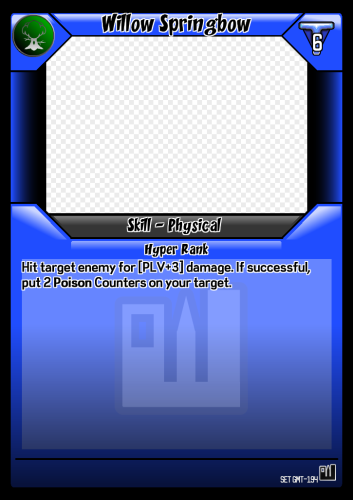 Willow Springbow
6
Skill - Physical
Hyper Rank
Hit target enemy for [PLV+3] damage. If successful,
put 2 Poison Counters on your target.
SET GMT-194